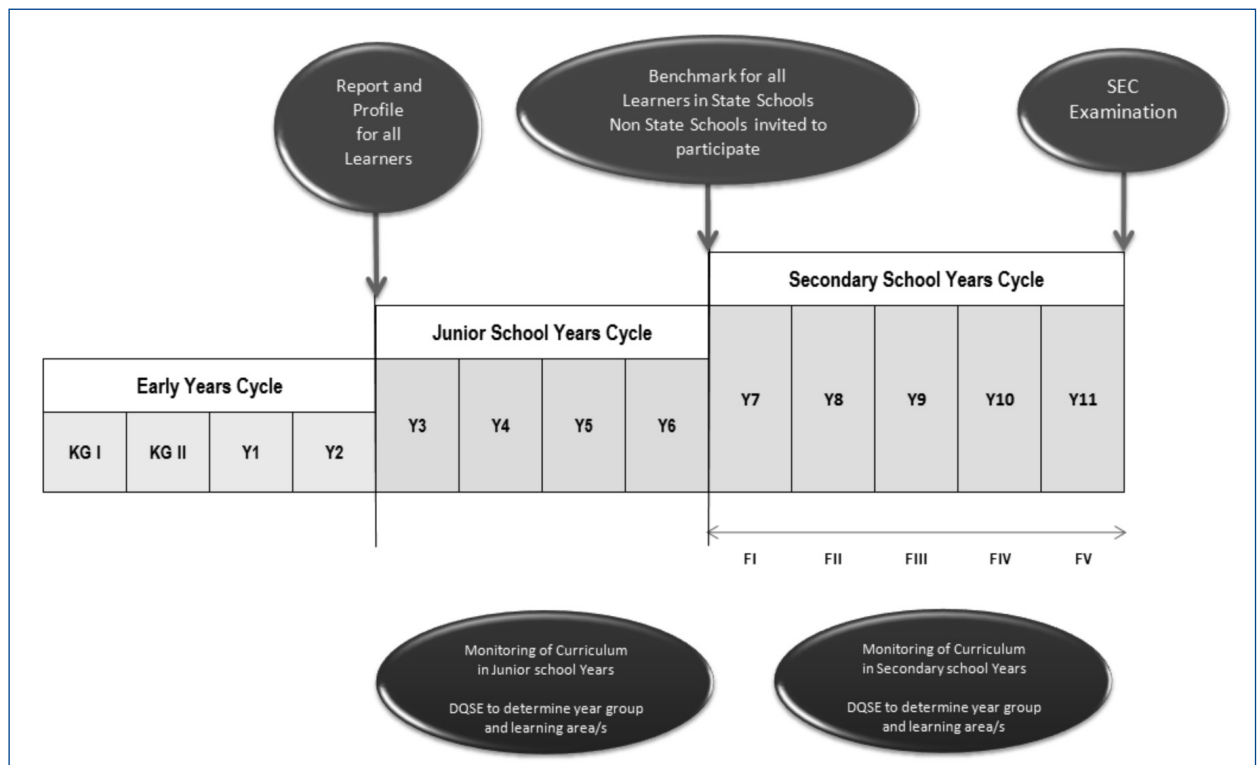 Report and
Profile
for all
Learners
Benchmark for all
Learners in State Schools
Non State Schools invited to
participate
SEC
Examination
Secondary School Years Cycle
Junior School Years Cycle
Early Years Cycle
Y7 Y8 Y9 Y10 Y11
Y3 Y4 Y5 Y6
KG I KG II Y1 Y2
FI FII FIII FIV FV
Monitoring of Curriculum
in Junior school Years
DQSE to determine year group
and learning area/s
Monitoring of Curriculum
in Secondary school Years
DQSE to determine year group
and learning area/s